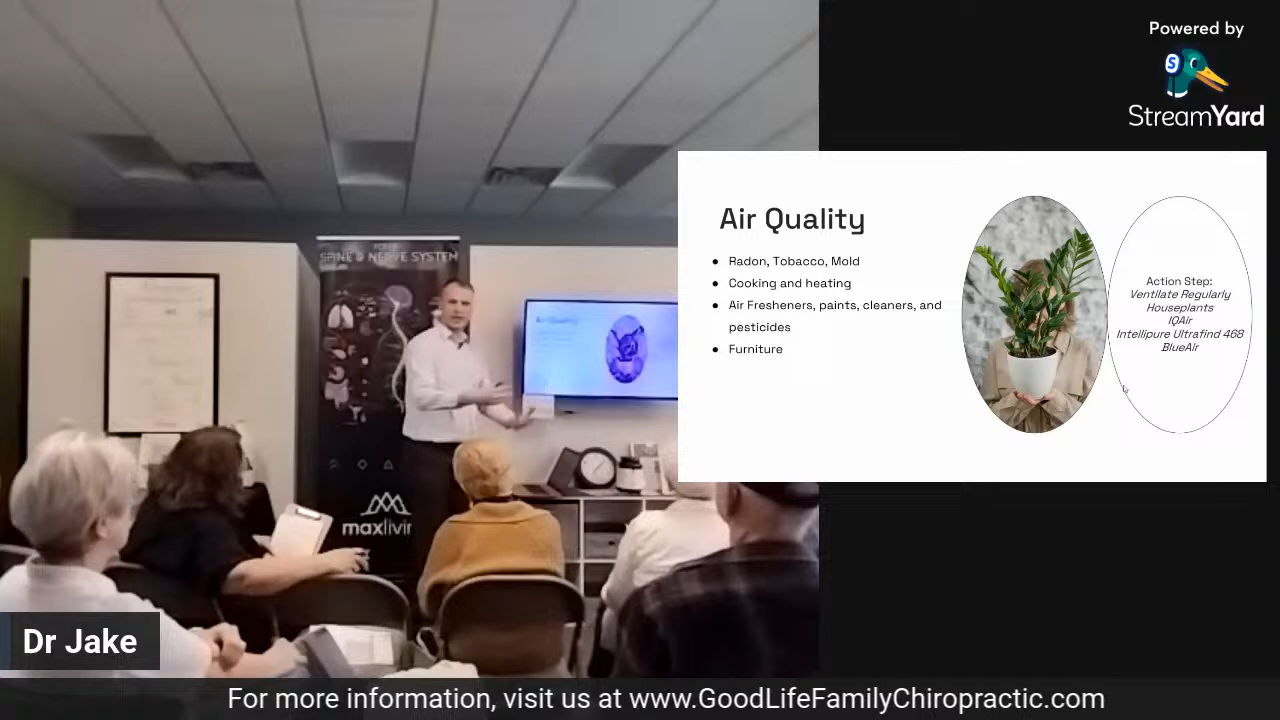 Powered by
StreamYard
Air Quality
Radon, Tobacco, Mold
Cooking and heating
Air Fresheners, paints, cleaners, and
pesticides
Furniture
Action Step:
Ventilate Regularly
Houseplants
IQAir
Intellipure Ultrafind 468
BlueAir
SPINE & NERVE SYSTEM
maxlivin
Dr Jake
For more information, visit us at www.GoodLifeFamilyChiropractic.com